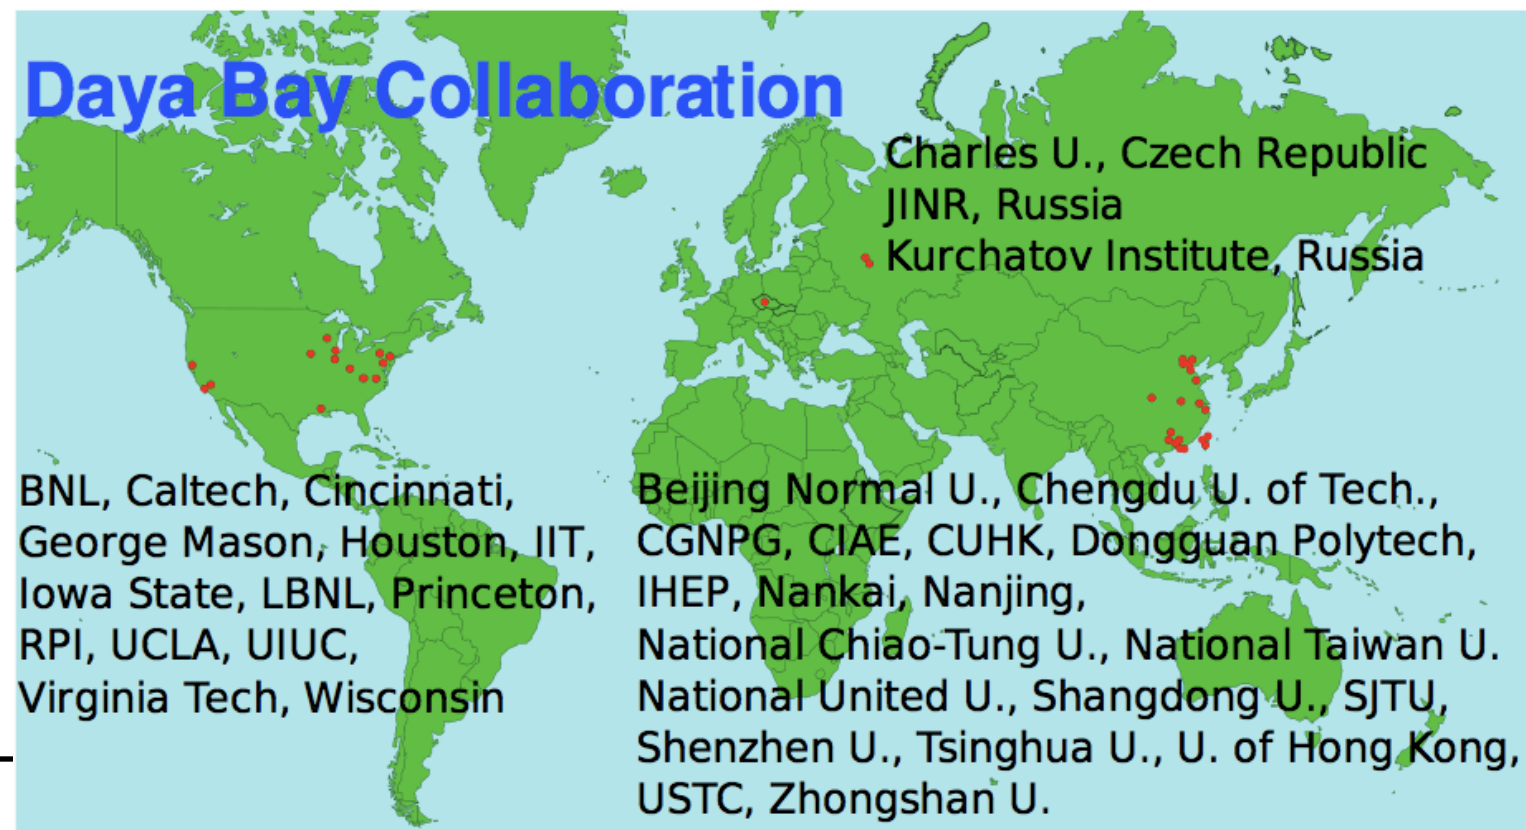 Daya Bay Collaboration
Charles U., Czech Republic
JINR, Russia
Kurchatov Institute, Russia
BNL, Caltech, Cincinnati,
George Mason, Houston, IIT,
Iowa State, LBNL, Princeton,
RPI, UCLA, UIUC,
Virginia Tech, Wisconsin
Beijing Normal U., Chengdu U. of Tech.,
CGNPG, CIAE, CUHK, Dongguan Polytech,
IHEP, Nankai, Nanjing,
National Chiao-Tung U., National Taiwan U.
National United U., Shangdong U., SJTU,
Shenzhen U., Tsinghua U., U. of Hong Kong,
USTC, Zhongshan U.